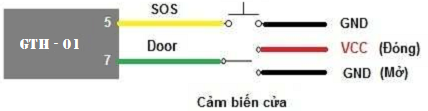 SOS
5
GND
GTH - 01
Door
VCC (Đóng)
7
GND (Mở)
Cảm biến cửa